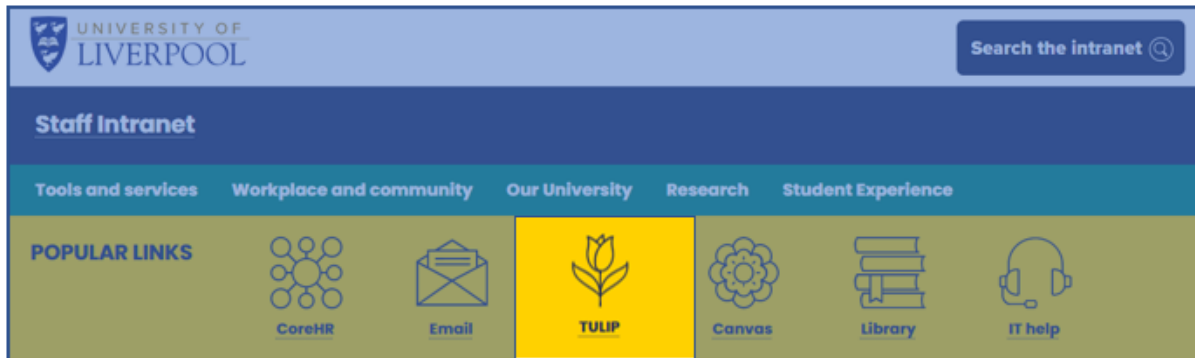 UNIVERSITY OF
LIVERPOOL
Search the intranet
Staff Intranet
Tools and services Workplace and community Our University Research Student Experience
POPULAR LINKS
CoreHR Email TULIP Canvas Library IT help